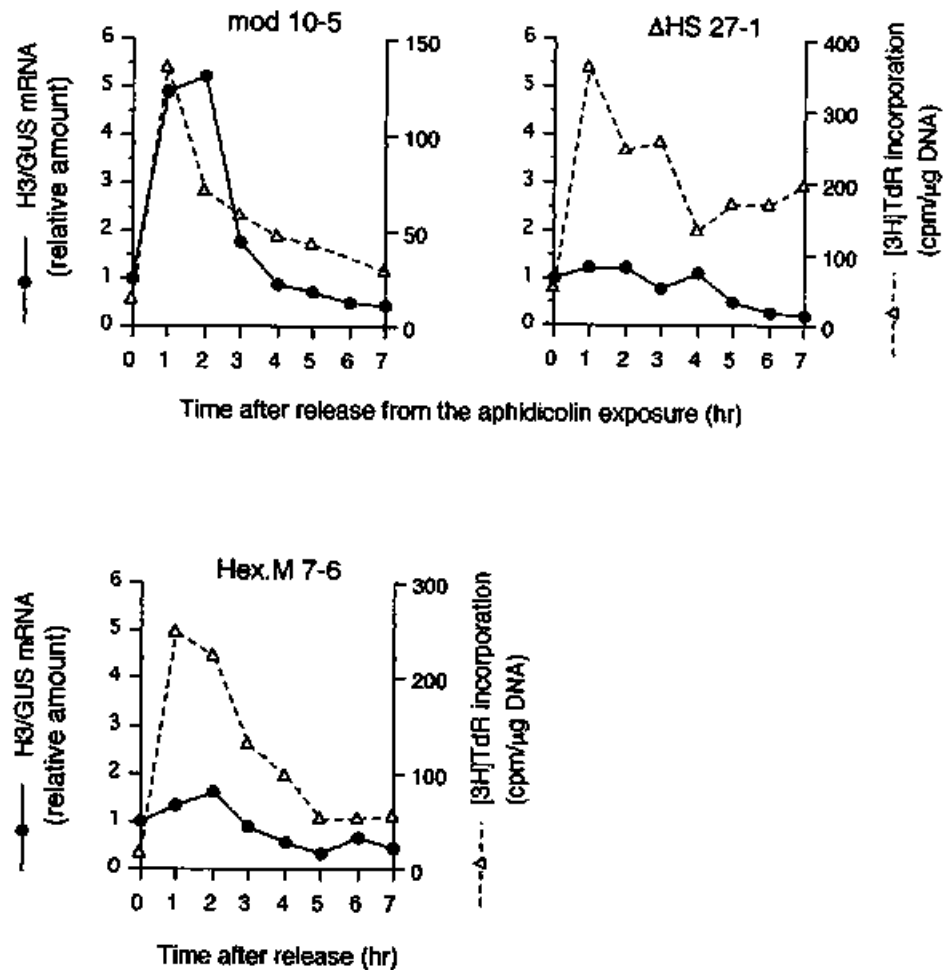 mod 10-5
H3/GUS mRNA
(relative amount)
6
5
4
3
2
1
0
150
100
50
0
0 1 2 3 4 5 6 7
ΔHS 27-1
6
5
4
3
2
1
0
400
300
200
100
0
0 1 2 3 4 5 6 7
[3H]TdR incorporation
(cpm/μg DNA)
Time after release from the aphidicolin exposure (hr)
Hex.M 7-6
H3/GUS mRNA
(relative amount)
6
5
4
3
2
1
0
300
200
100
0
0 1 2 3 4 5 6 7
[3H]TdR incorporation
(cpm/μg DNA)
Time after release (hr)